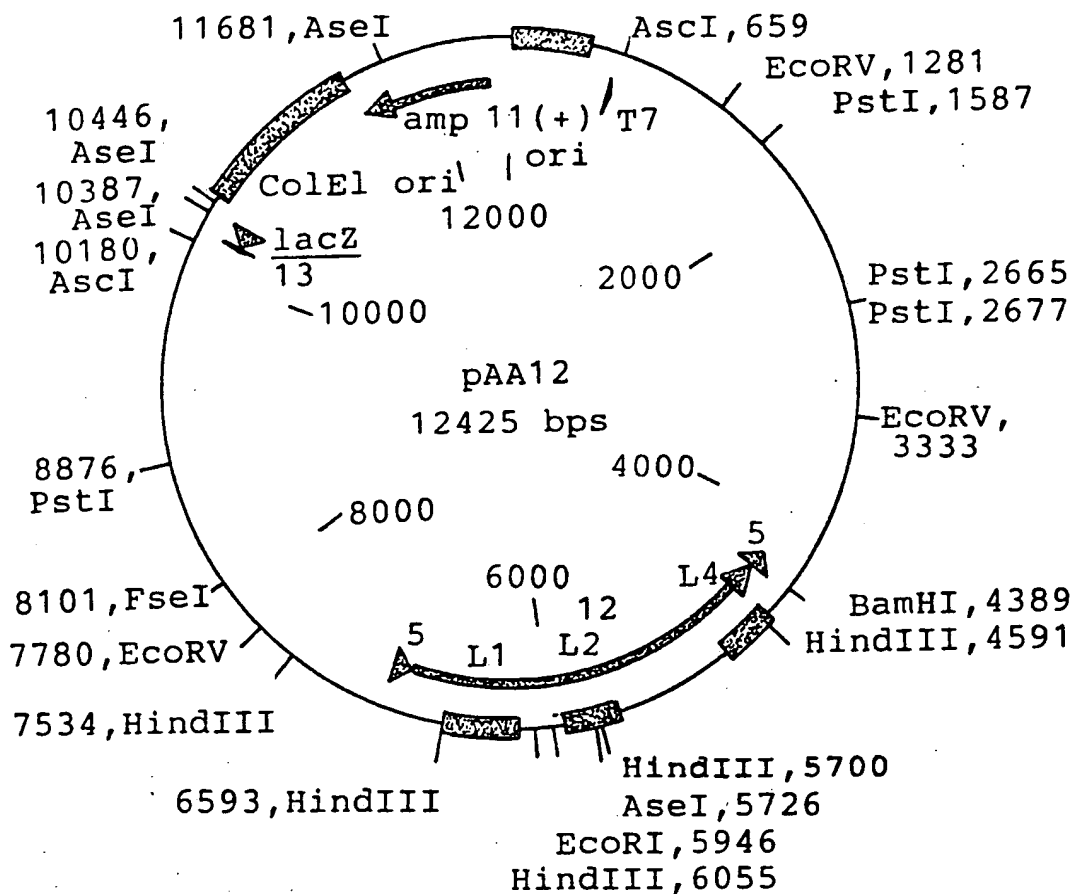 11681,AseI
AscI,659
EcoRV,1281
PstI,1587
10446,
AseI
10387,
AseI
10180,
AscI
amp 11(+)
T7
ori
ColEl ori
12000
lacZ
13
10000
2000
PstI,2665
PstI,2677
pAA12
12425 bps
EcoRV,
3333
8876,
PstI
4000
8000
5
L4
6000
12
L2
5
L1
8101,FseI
7780,EcoRV
BamHI,4389
HindIII,4591
7534,HindIII
6593,HindIII
HindIII,5700
AseI,5726
EcoRI,5946
HindIII,6055